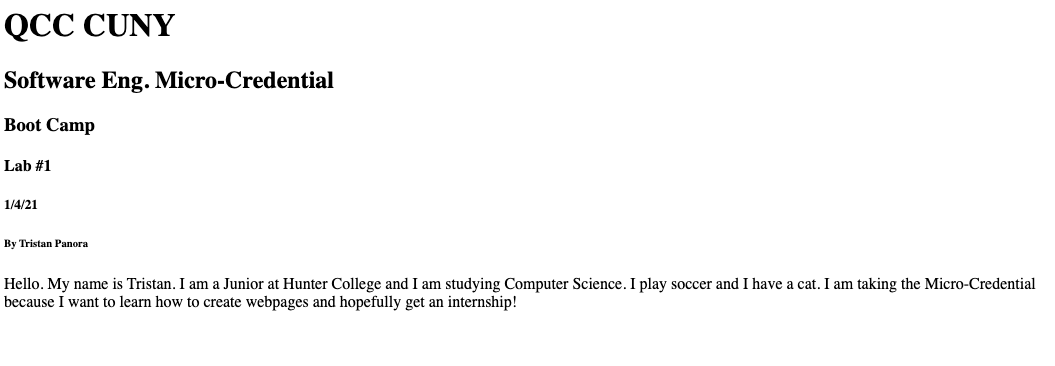 QCC CUNY
Software Eng. Micro-Credential
Boot Camp
Lab #1
1/4/21
By Tristan Panora
Hello. My name is Tristan. I am a Junior at Hunter College and I am studying Computer Science. I play soccer and I have a cat. I am taking the Micro-Credential
because I want to learn how to create webpages and hopefully get an internship!